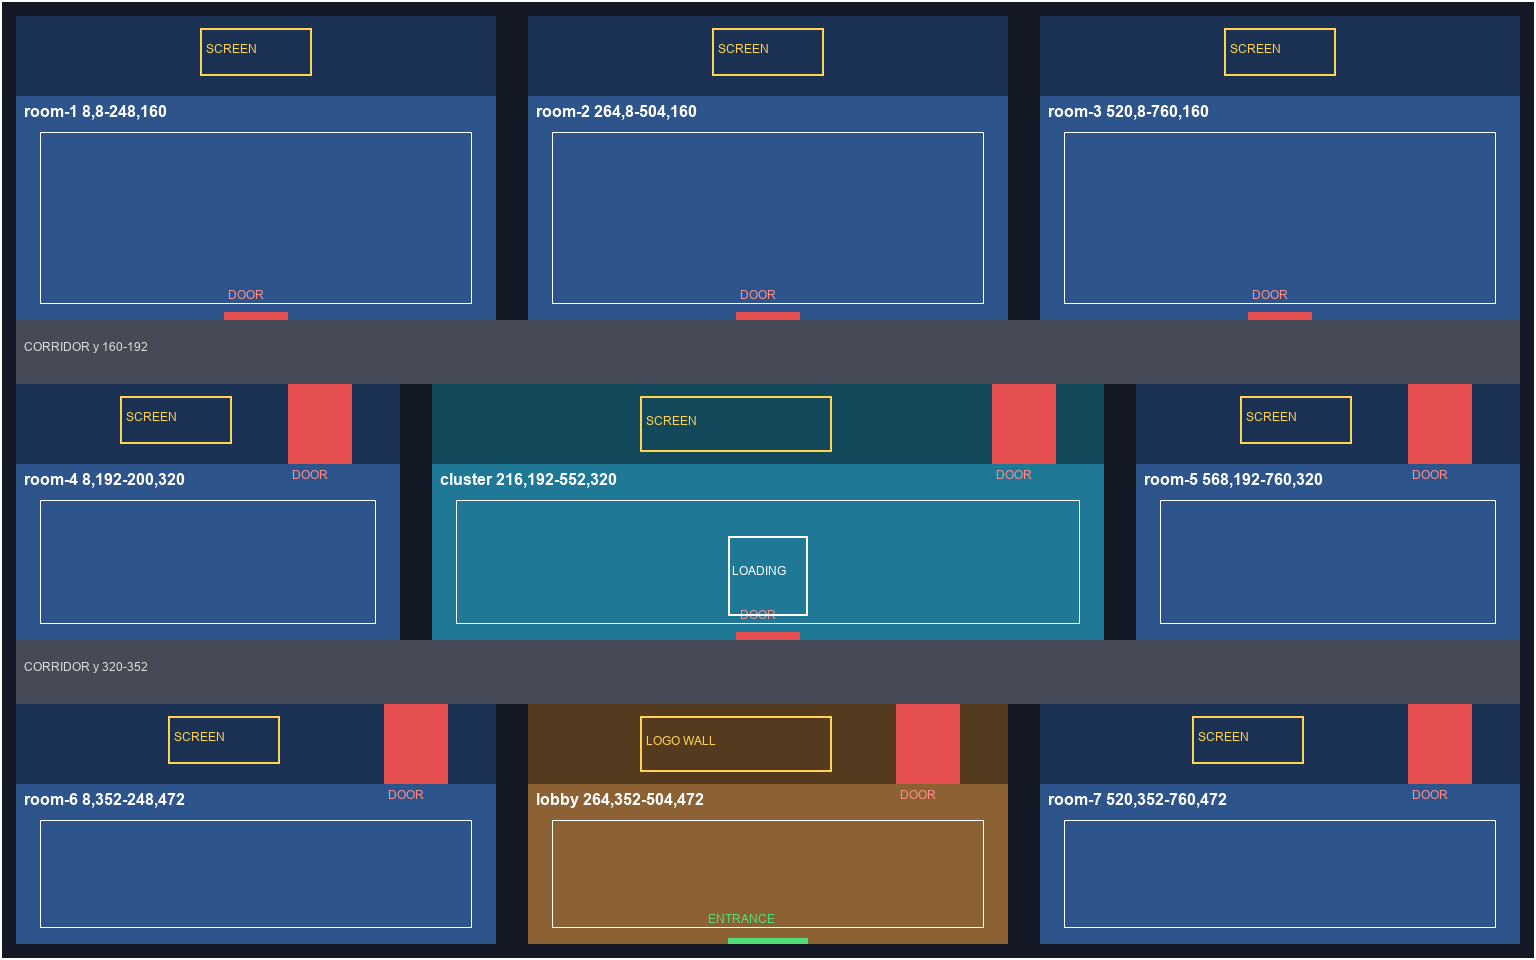 SCREEN
SCREEN
SCREEN
room-1 8,8-248,160
room-2 264,8-504,160
room-3 520,8-760,160
DOOR
DOOR
DOOR
CORRIDOR y 160-192
SCREEN
SCREEN
SCREEN
room-4 8,192-200,320
DOOR
cluster 216,192-552,320
DOOR
room-5 568,192-760,320
DOOR
LOADING
DOOR
CORRIDOR y 320-352
SCREEN
LOGO WALL
SCREEN
room-6 8,352-248,472
DOOR
lobby 264,352-504,472
DOOR
room-7 520,352-760,472
DOOR
ENTRANCE